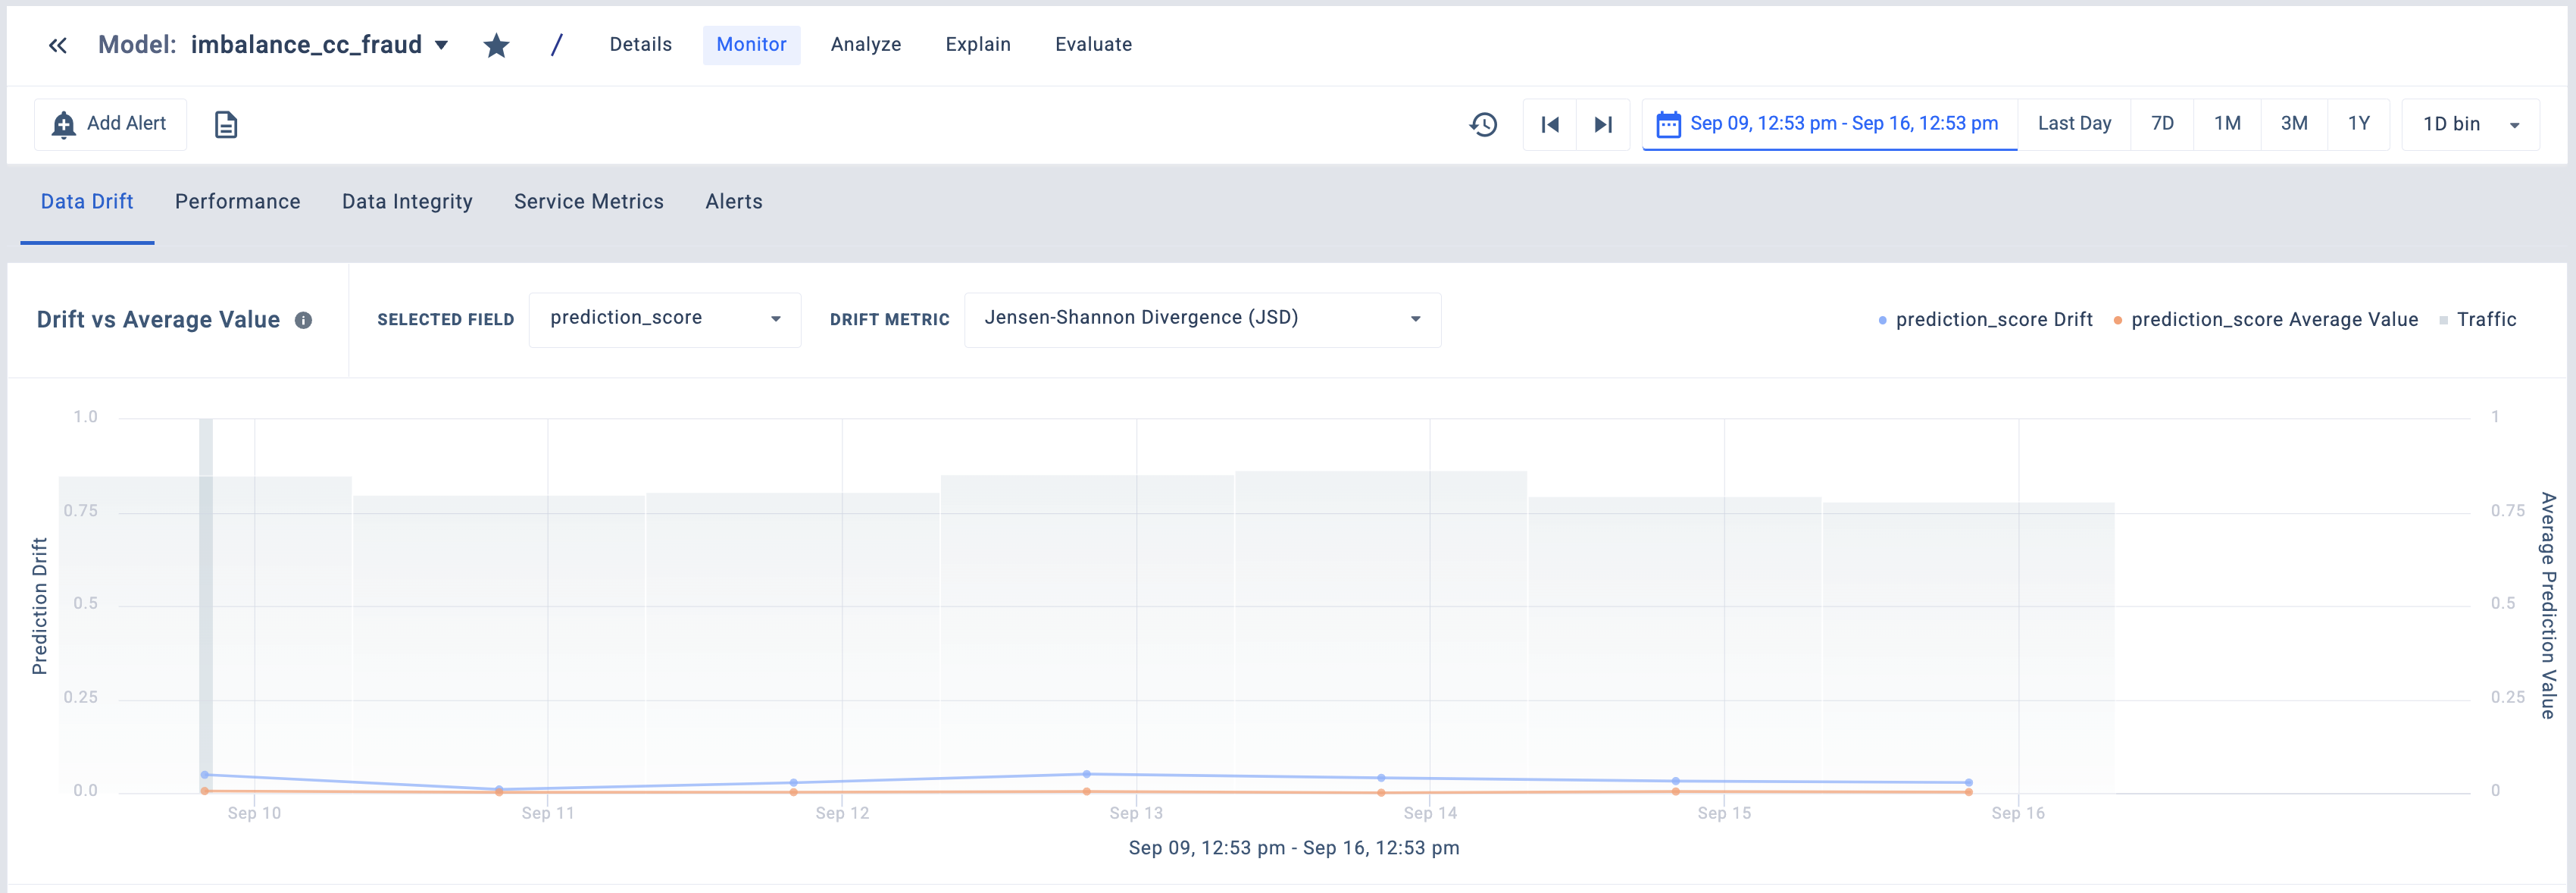 Model: imbalance_cc_fraud / Details Monitor Analyze Explain Evaluate
Add Alert Sep 09, 12:53 pm - Sep 16, 12:53 pm Last Day 7D 1M 3M 1Y 1D bin
Data Drift Performance Data Integrity Service Metrics Alerts
Drift vs Average Value SELECTED FIELD prediction_score DRIFT METRIC Jensen-Shannon Divergence (JSD) prediction_score Drift prediction_score Average Value Traffic
Prediction Drift
1.0
0.75
0.5
0.25
0.0
1
0.75
0.5
0.25
0
Average Prediction Value
Sep 10 Sep 11 Sep 12 Sep 13 Sep 14 Sep 15 Sep 16
Sep 09, 12:53 pm - Sep 16, 12:53 pm